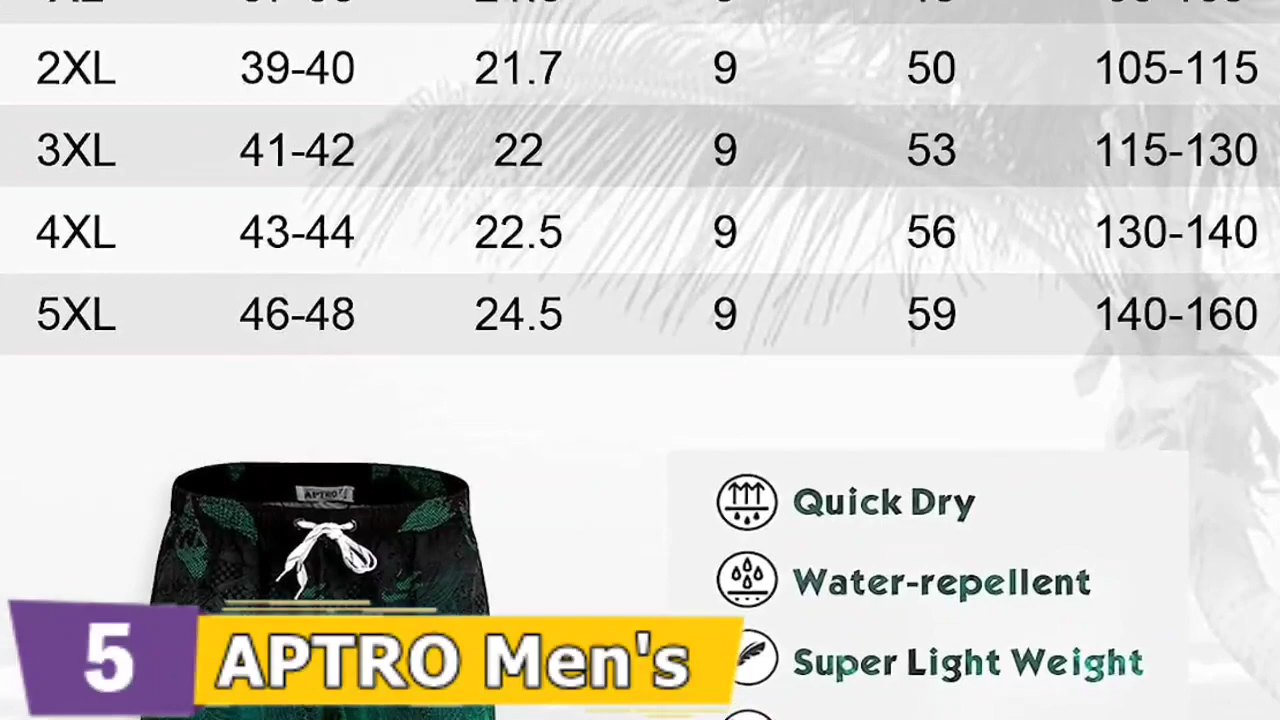 2XL 39-40 21.7 9 50 105-115
3XL 41-42 22 9 53 115-130
4XL 43-44 22.5 9 56 130-140
5XL 46-48 24.5 9 59 140-160
APTRO
Quick Dry
Water-repellent
Super Light Weight
5 APTRO Men's